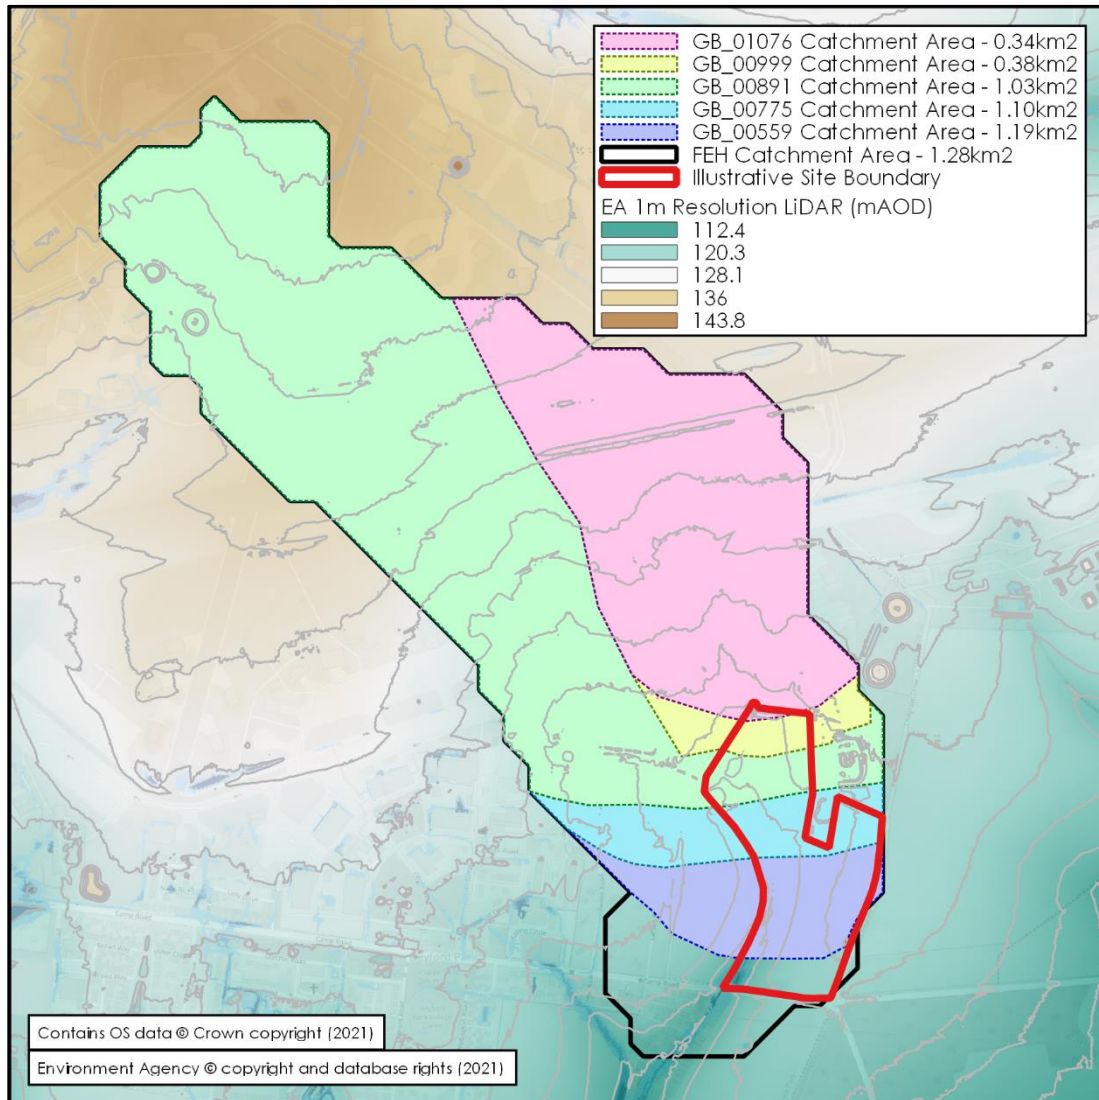 GB_01076 Catchment Area - 0.34km2
GB_00999 Catchment Area - 0.38km2
GB_00891 Catchment Area - 1.03km2
GB_00775 Catchment Area - 1.10km2
GB_00559 Catchment Area - 1.19km2
FEH Catchment Area - 1.28km2
Illustrative Site Boundary
EA 1m Resolution LiDAR (mAOD)
112.4
120.3
128.1
136
143.8
Contains OS data © Crown copyright (2021)
Environment Agency © copyright and database rights (2021)